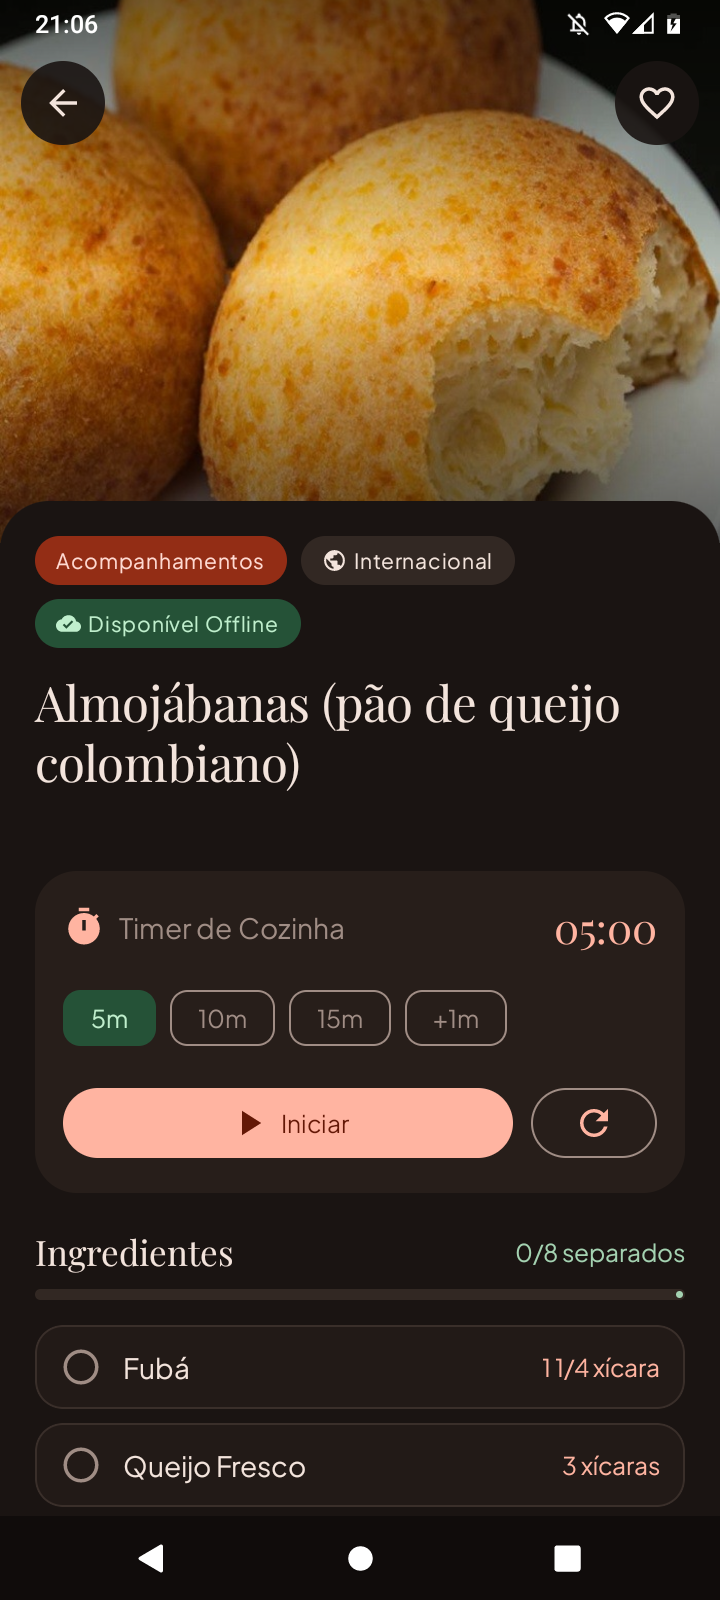 21:06
Acompanhamentos
Internacional
Disponível Offline
Almojábanas (pão de queijo
colombiano)
Timer de Cozinha
05:00
5m
10m
15m
+1m
Iniciar
Ingredientes
0/8 separados
Fubá
1 1/4 xícara
Queijo Fresco
3 xícaras